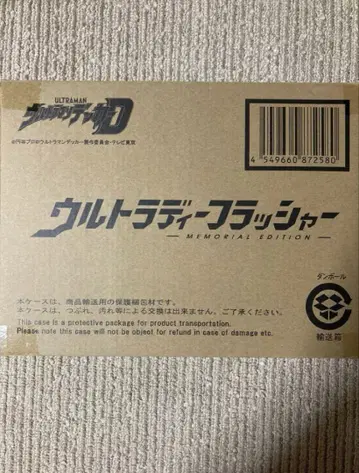 ULTRAMAN
ウルトラマンデッカーD
©円谷プロ©ウルトラマンデッカー製作委員会・テレビ東京
4 549660 872580
ウルトラディーフラッシャー
MEMORIAL EDITION
本ケースは、商品輸送用の保護梱包材です。
本ケースは、つぶれ、汚れ等による交換は出来ません、ご了承ください。
This case is a protective package for product transportation.
Please note this case will not be object for refund in case of damage etc.
ダンボール
輸送箱